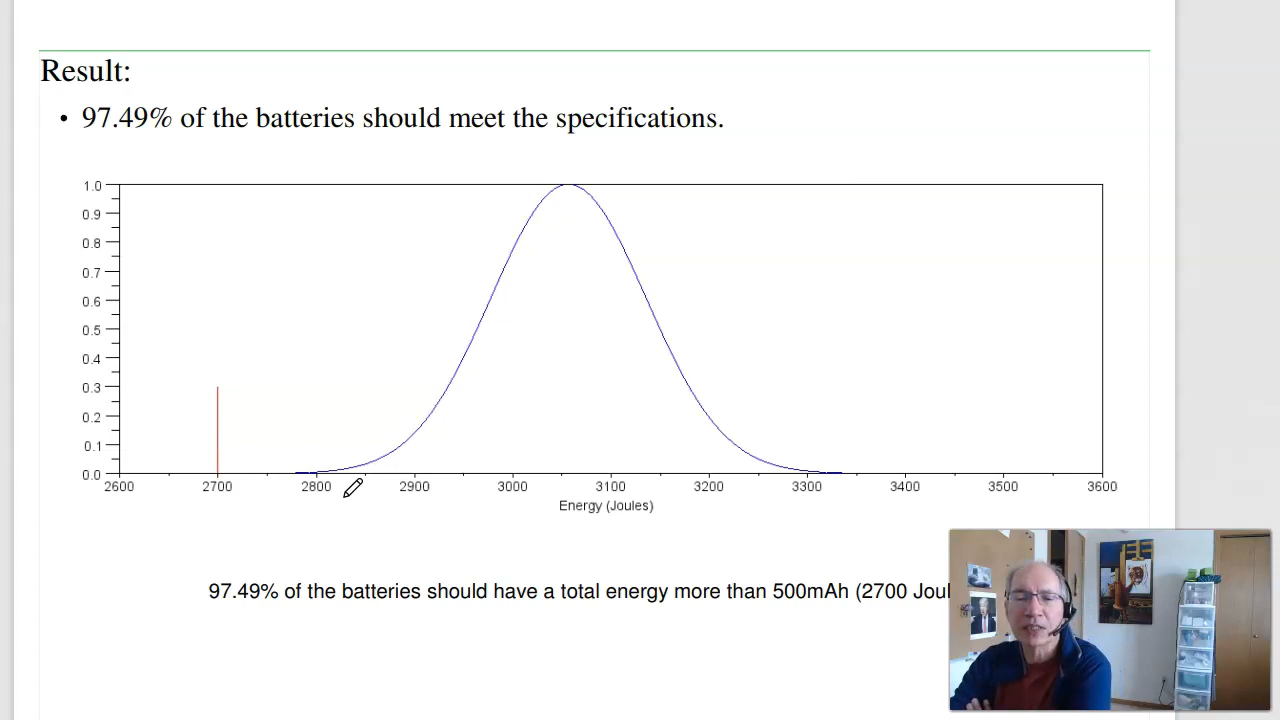 Result:
• 97.49% of the batteries should meet the specifications.
1.0
0.9
0.8
0.7
0.6
0.5
0.4
0.3
0.2
0.1
0.0
2600 2700 2800 2900 3000 3100 3200 3300 3400 3500 3600
Energy (Joules)
97.49% of the batteries should have a total energy more than 500mAh (2700 Joul